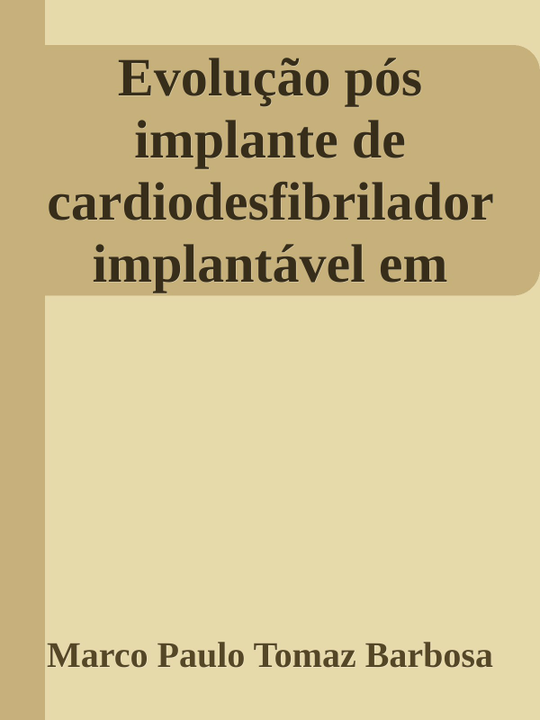 Evolução pós
implante de
cardiodesfibrilador
implantável em
Marco Paulo Tomaz Barbosa